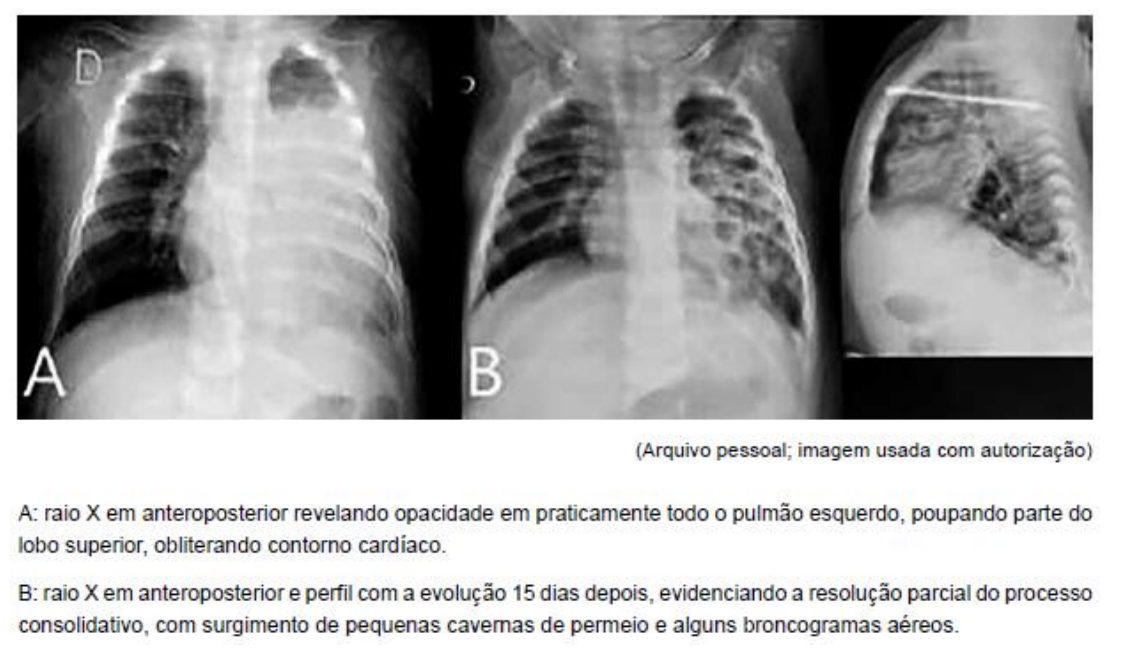 D
A
B
(Arquivo pessoal; imagem usada com autorização)
A: raio X em anteroposterior revelando opacidade em praticamente todo o pulmão esquerdo, poupando parte do
lobo superior, obliterando contorno cardíaco.
B: raio X em anteroposterior e perfil com a evolução 15 dias depois, evidenciando a resolução parcial do processo
consolidativo, com surgimento de pequenas cavernas de permeio e alguns broncogramas aéreos.